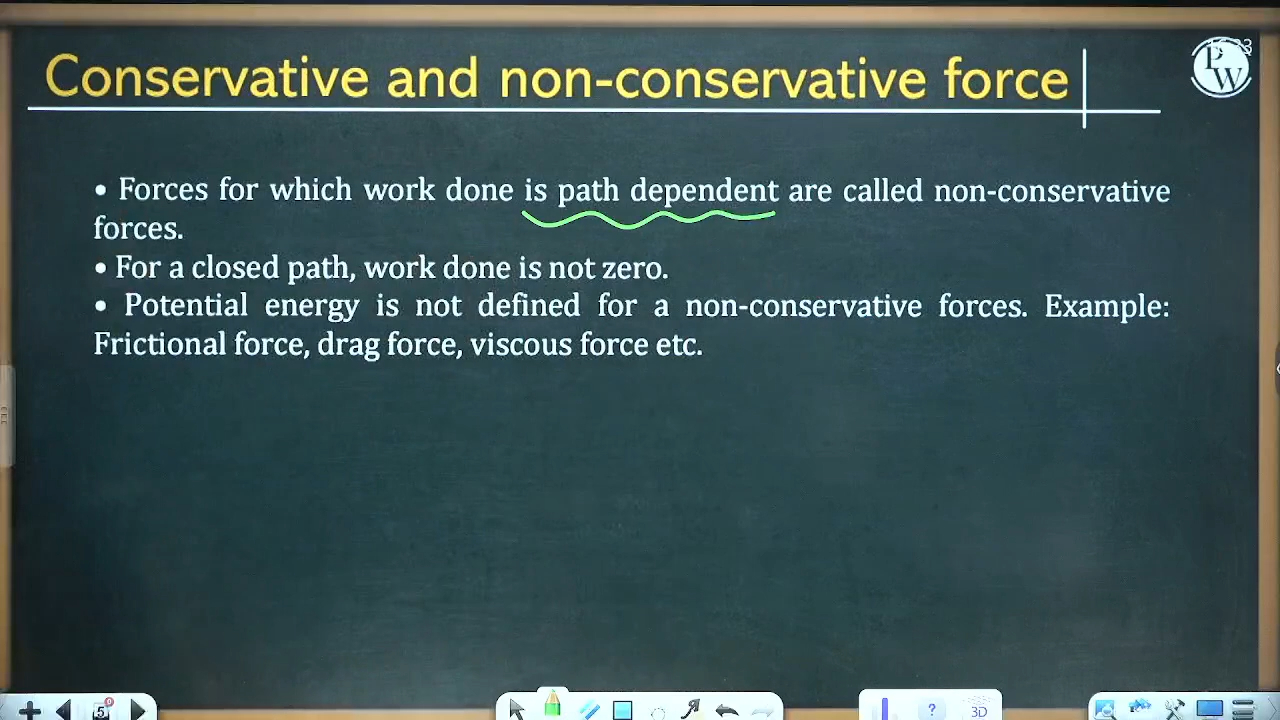 Conservative and non-conservative force
PW
• Forces for which work done is path dependent are called non-conservative
forces.
• For a closed path, work done is not zero.
• Potential energy is not defined for a non-conservative forces. Example:
Frictional force, drag force, viscous force etc.
?
3D